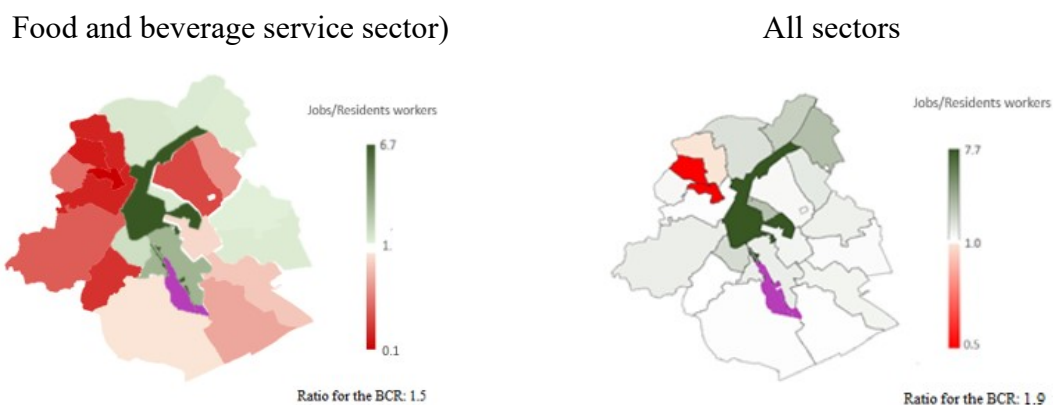 Food and beverage service sector)
All sectors
Jobs/Residents workers
6.7
1.
0.1
Ratio for the BCR: 1.5
Jobs/Residents workers
7.7
1.0
0.5
Ratio for the BCR: 1.9